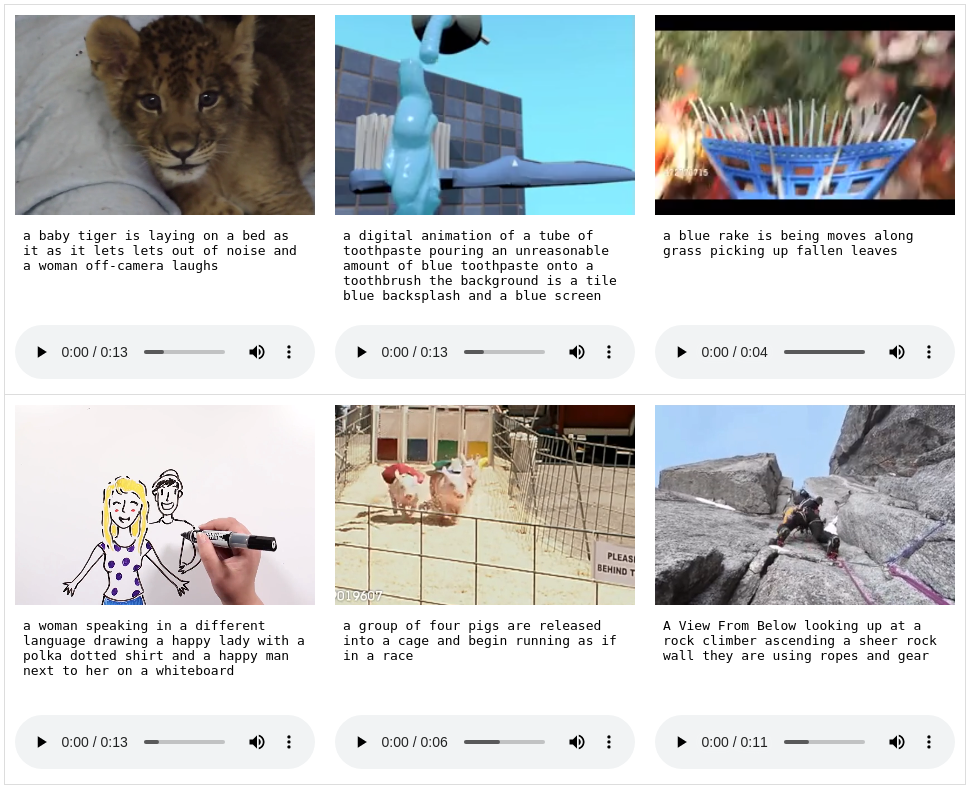 a baby tiger is laying on a bed as
it as it lets lets out of noise and
a woman off-camera laughs
a digital animation of a tube of
toothpaste pouring an unreasonable
amount of blue toothpaste onto a
toothbrush the background is a tile
blue backsplash and a blue screen
a blue rake is being moves along
grass picking up fallen leaves
0:00 / 0:13
0:00 / 0:13
0:00 / 0:04
PLEAS
BEHIND T
019607
a woman speaking in a different
language drawing a happy lady with a
polka dotted shirt and a happy man
next to her on a whiteboard
a group of four pigs are released
into a cage and begin running as if
in a race
A View From Below looking up at a
rock climber ascending a sheer rock
wall they are using ropes and gear
0:00 / 0:13
0:00 / 0:06
0:00 / 0:11